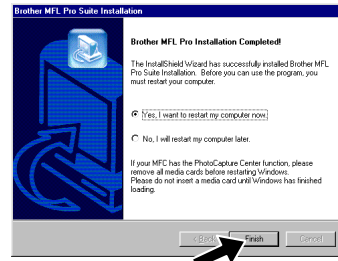 Brother MFL Pro Suite Installation
Brother MFL Pro Installation Completed!
The InstallShield Wizard has successfully installed Brother MFL
Pro Suite Installation. Before you can use the program, you
must restart your computer.
Yes, I want to restart my computer now.
No, I will restart my computer later.
If your MFC has the PhotoCapture Center function, please
remove all media cards before restarting Windows.
Please do not insert a media card until Windows has finished
loading.
< Back Finish Cancel